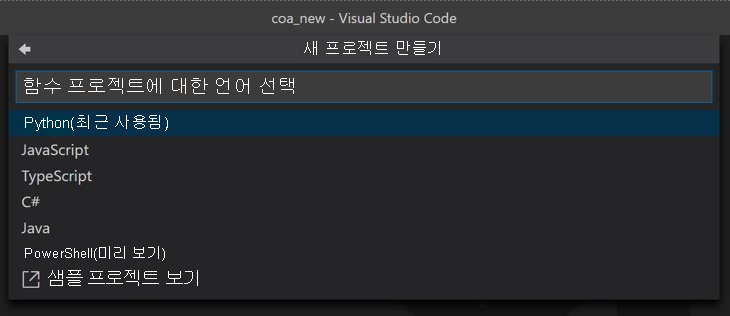 coa_new - Visual Studio Code
새 프로젝트 만들기
함수 프로젝트에 대한 언어 선택
Python(최근 사용됨)
JavaScript
TypeScript
C#
Java
PowerShell(미리 보기)
샘플 프로젝트 보기